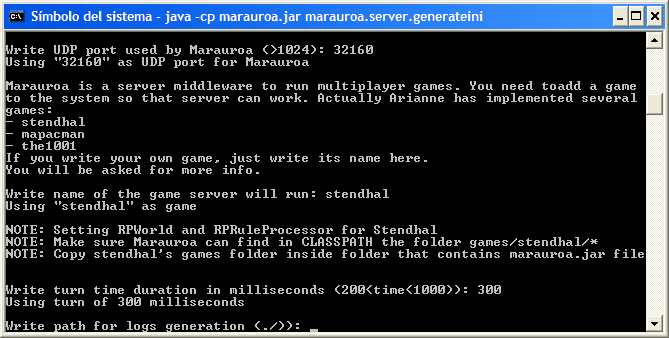 Símbolo del sistema - java -cp marauroa.jar marauroa.server.generateini
Write UDP port used by Marauroa (>1024): 32160
Using "32160" as UDP port for Marauroa
Marauroa is a server middleware to run multiplayer games. You need toadd a game
to the system so that server can work. Actually Arianne has implemented several
games:
- stendhal
- mapacman
- the1001
If you write your own game, just write its name here.
You will be asked for more info.
Write name of the game server will run: stendhal
Using "stendhal" as game
NOTE: Setting RPWorld and RPRuleProcessor for Stendhal
NOTE: Make sure Marauroa can find in CLASSPATH the folder games/stendhal/*
NOTE: Copy stendhal's games folder inside folder that contains marauroa.jar file
Write turn time duration in milliseconds (200<time<1000)): 300
Using turn of 300 milliseconds
Write path for logs generation (./)): _